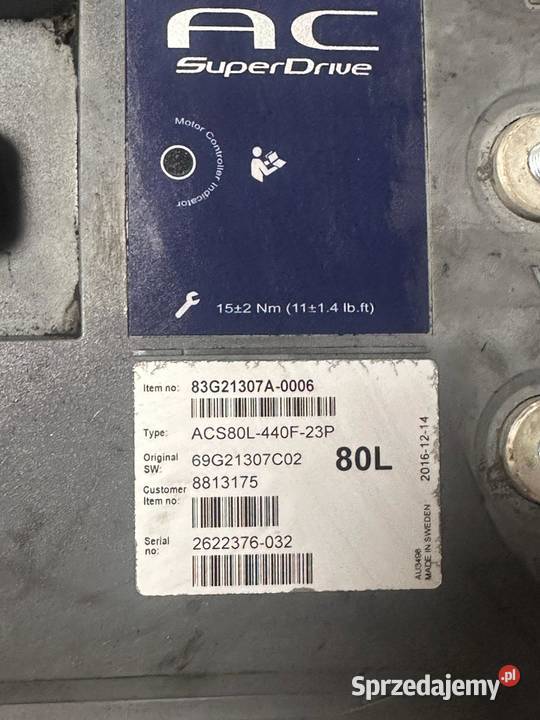 AC
SuperDrive
Motor Controller Indicator
15±2 Nm (11±1.4 lb.ft)
Item no: 83G21307A-0006
Type: ACS80L-440F-23P
Original SW: 69G21307C02
80L
Customer Item no: 8813175
Serial no: 2622376-032
2016-12-14
AU3498
MADE IN SWEDEN
Sprzedajemy.pl